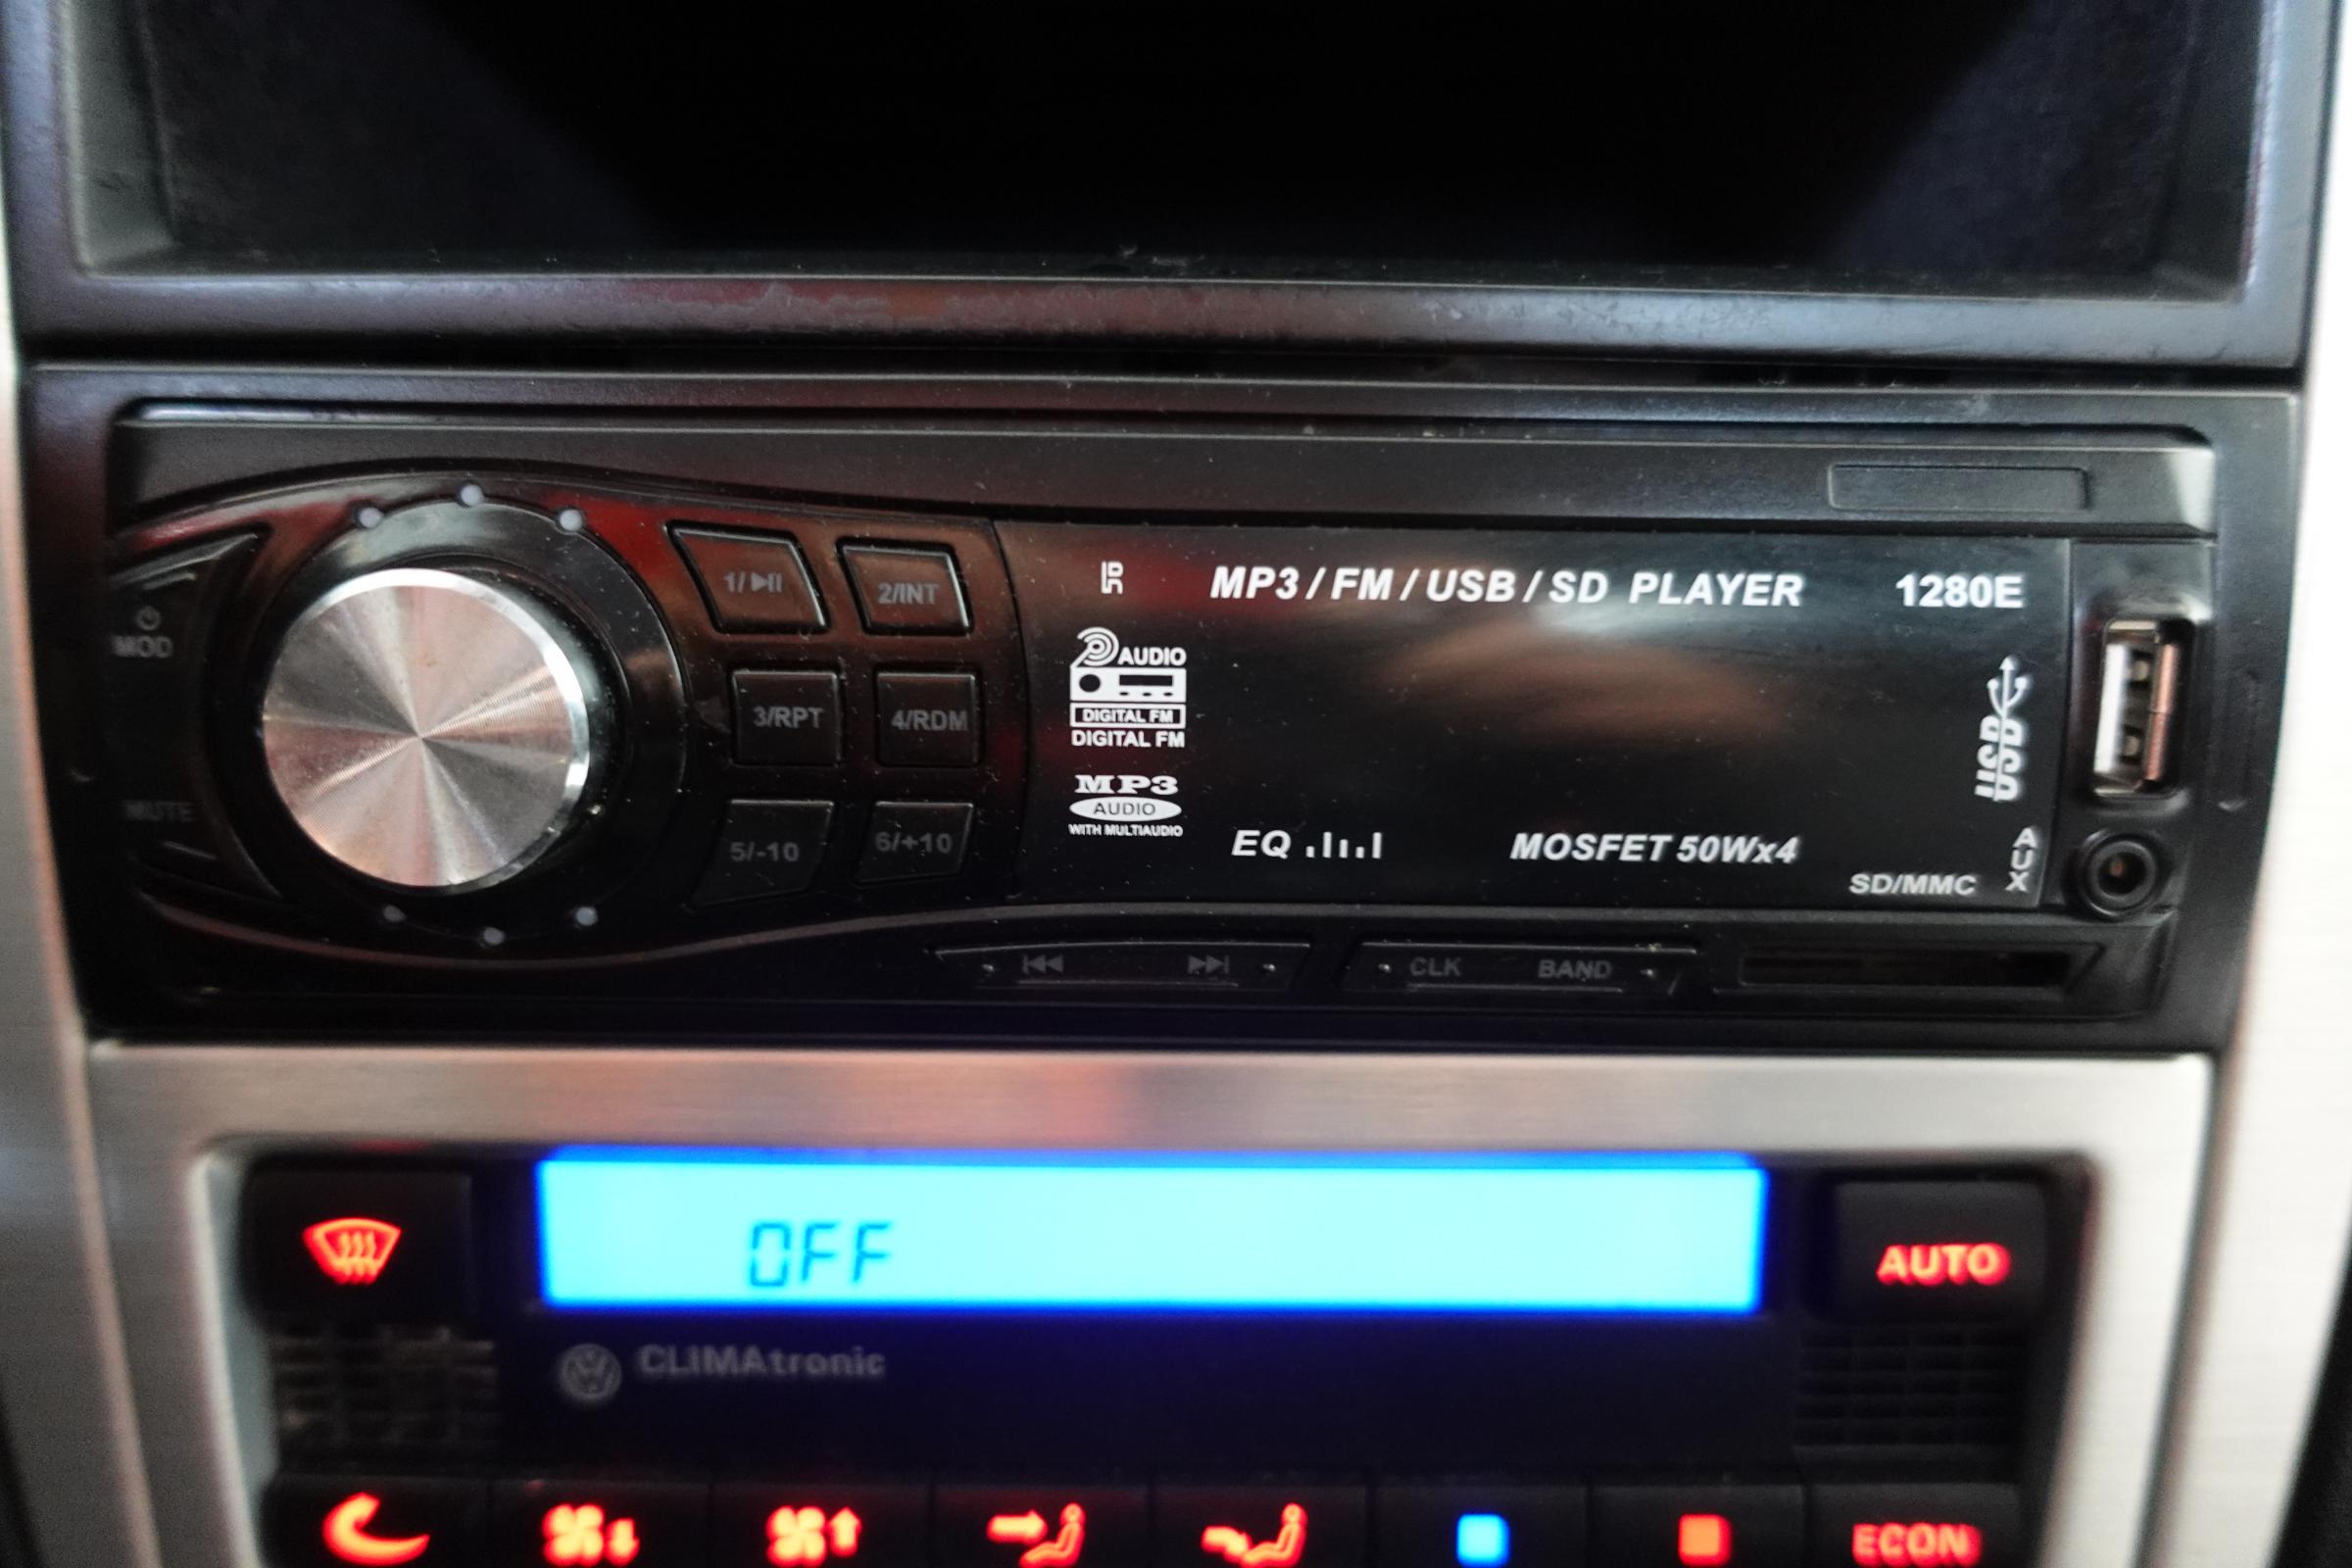 MOD
MUTE
1/
2/INT
3/RPT
4/RDM
5/-10
6/+10
MP3 / FM / USB / SD PLAYER
1280E
AUDIO
DIGITAL FM
DIGITAL FM
MP3
AUDIO
WITH MULTIAUDIO
EQ
MOSFET 50Wx4
USB
SD/MMC
AUX
CLK
BAND
OFF
AUTO
CLIMAtronic
ECON